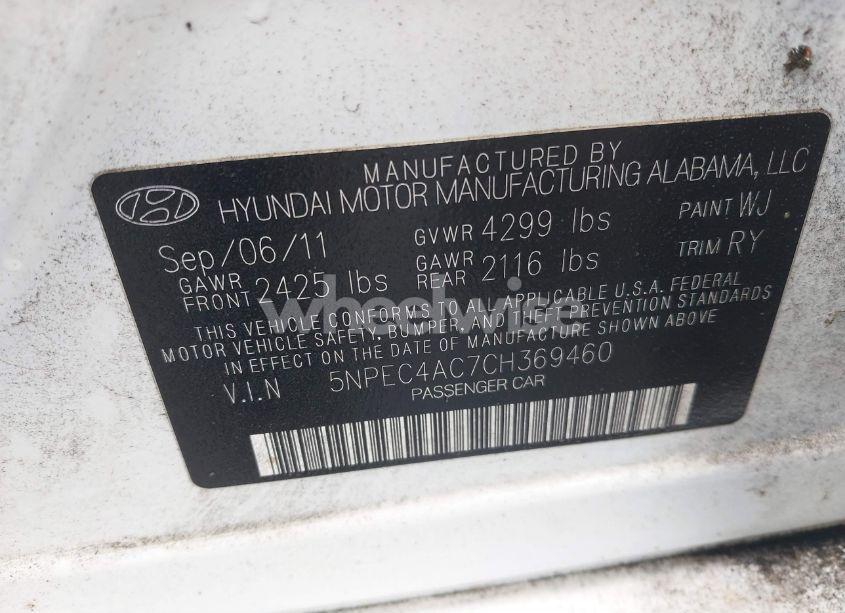 MANUFACTURED BY
HYUNDAI MOTOR MANUFACTURING ALABAMA, LLC
Sep/06/11 GVWR 4299 lbs PAINT WJ
GAWR FRONT 2425 lbs GAWR REAR 2116 lbs TRIM RY
THIS VEHICLE CONFORMS TO ALL APPLICABLE U.S.A. FEDERAL
MOTOR VEHICLE SAFETY, BUMPER, AND THEFT PREVENTION STANDARDS
IN EFFECT ON THE DATE OF MANUFACTURE SHOWN ABOVE
V.I.N 5NPEC4AC7CH369460
PASSENGER CAR
wheelwise